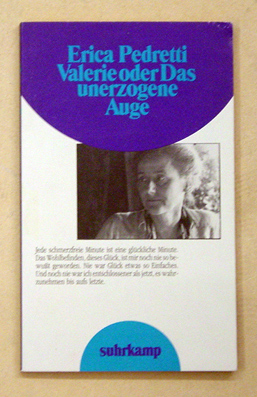 Erica Pedretti
Valerie oder Das
unerzogene
Auge
Jede schmerzfreie Minute ist eine glückliche Minute.
Das Wohlbefinden, dieses Glück, ist mir noch nie so be-
wußt geworden. Nie war Glück etwas so Einfaches.
Und noch nie war ich entschlossener als jetzt, es wahr-
zunehmen bis aufs letzte.
suhrkamp